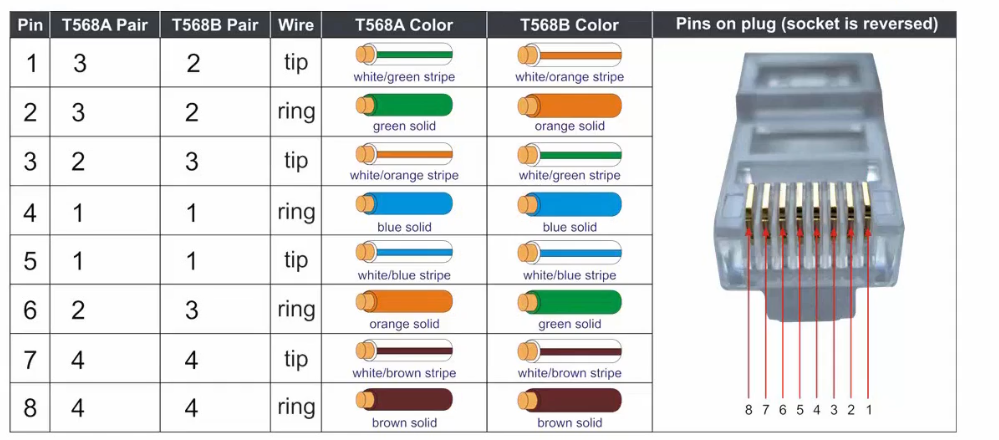 Pin T568A Pair T568B Pair Wire T568A Color T568B Color Pins on plug (socket is reversed)
1 3 2 tip white/green stripe white/orange stripe
2 3 2 ring green solid orange solid
3 2 3 tip white/orange stripe white/green stripe
4 1 1 ring blue solid blue solid
5 1 1 tip white/blue stripe white/blue stripe
6 2 3 ring orange solid green solid
7 4 4 tip white/brown stripe white/brown stripe
8 4 4 ring brown solid brown solid
8 7 6 5 4 3 2 1